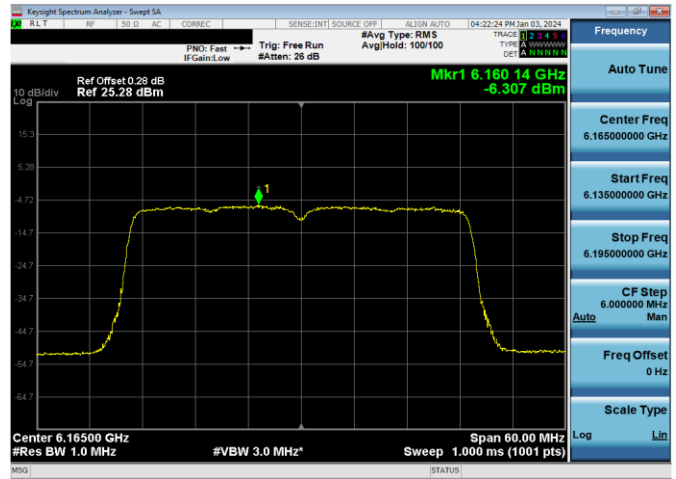 Keysight Spectrum Analyzer - Swept SA
RLT RF 50 Ω AC CORREC SENSE:INT SOURCE OFF ALIGN AUTO 04:22:24 PM Jan 03, 2024
PNO: Fast Trig: Free Run #Avg Type: RMS TRACE 1 2 3 4 5 6
IFGain:Low #Atten: 26 dB Avg|Hold: 100/100 TYPE A WWWWW
DET A N N N N N
Ref Offset 0.28 dB
10 dB/div Ref 25.28 dBm
Mkr1 6.160 14 GHz
-6.307 dBm
Log
15.3
5.28
-4.72
-14.7
-24.7
-34.7
-44.7
-54.7
-64.7
1
Center 6.16500 GHz Span 60.00 MHz
#Res BW 1.0 MHz #VBW 3.0 MHz* Sweep 1.000 ms (1001 pts)
MSG STATUS
Frequency
Auto Tune
Center Freq
6.165000000 GHz
Start Freq
6.135000000 GHz
Stop Freq
6.195000000 GHz
CF Step
6.000000 MHz
Auto Man
Freq Offset
0 Hz
Scale Type
Log Lin